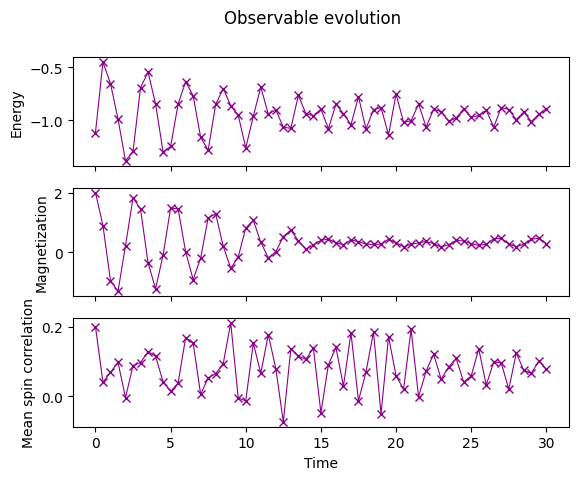 Observable evolution
Energy
−0.5
−1.0
Magnetization
2
0
Mean spin correlation
0.2
0.0
0 5 10 15 20 25 30
Time